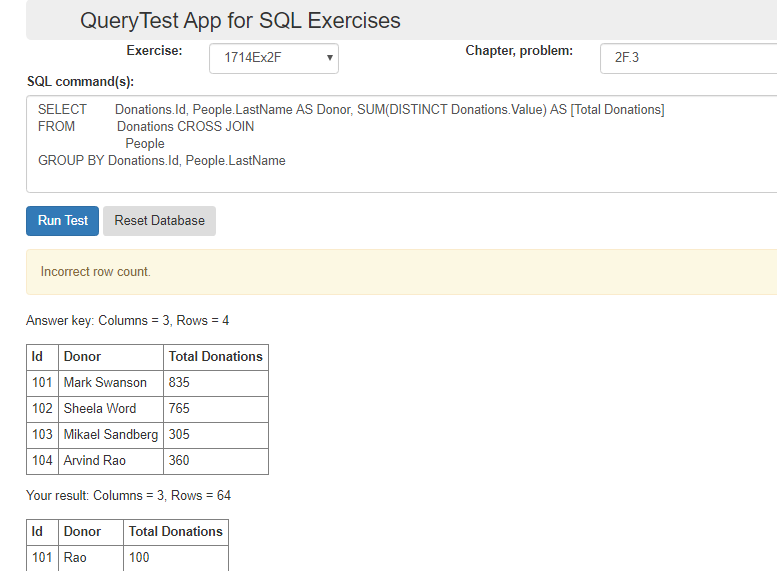 QueryTest App for SQL Exercises
Exercise: 1714Ex2F Chapter, problem: 2F.3
SQL command(s):
SELECT Donations.Id, People.LastName AS Donor, SUM(DISTINCT Donations.Value) AS [Total Donations]
FROM Donations CROSS JOIN
People
GROUP BY Donations.Id, People.LastName
Run Test Reset Database
Incorrect row count.
Answer key: Columns = 3, Rows = 4
Id Donor Total Donations
101 Mark Swanson 835
102 Sheela Word 765
103 Mikael Sandberg 305
104 Arvind Rao 360
Your result: Columns = 3, Rows = 64
Id Donor Total Donations
101 Rao 100